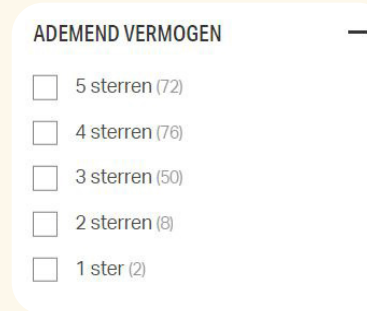 ADEMEND VERMOGEN
5 sterren (72)
4 sterren (76)
3 sterren (50)
2 sterren (8)
1 ster (2)